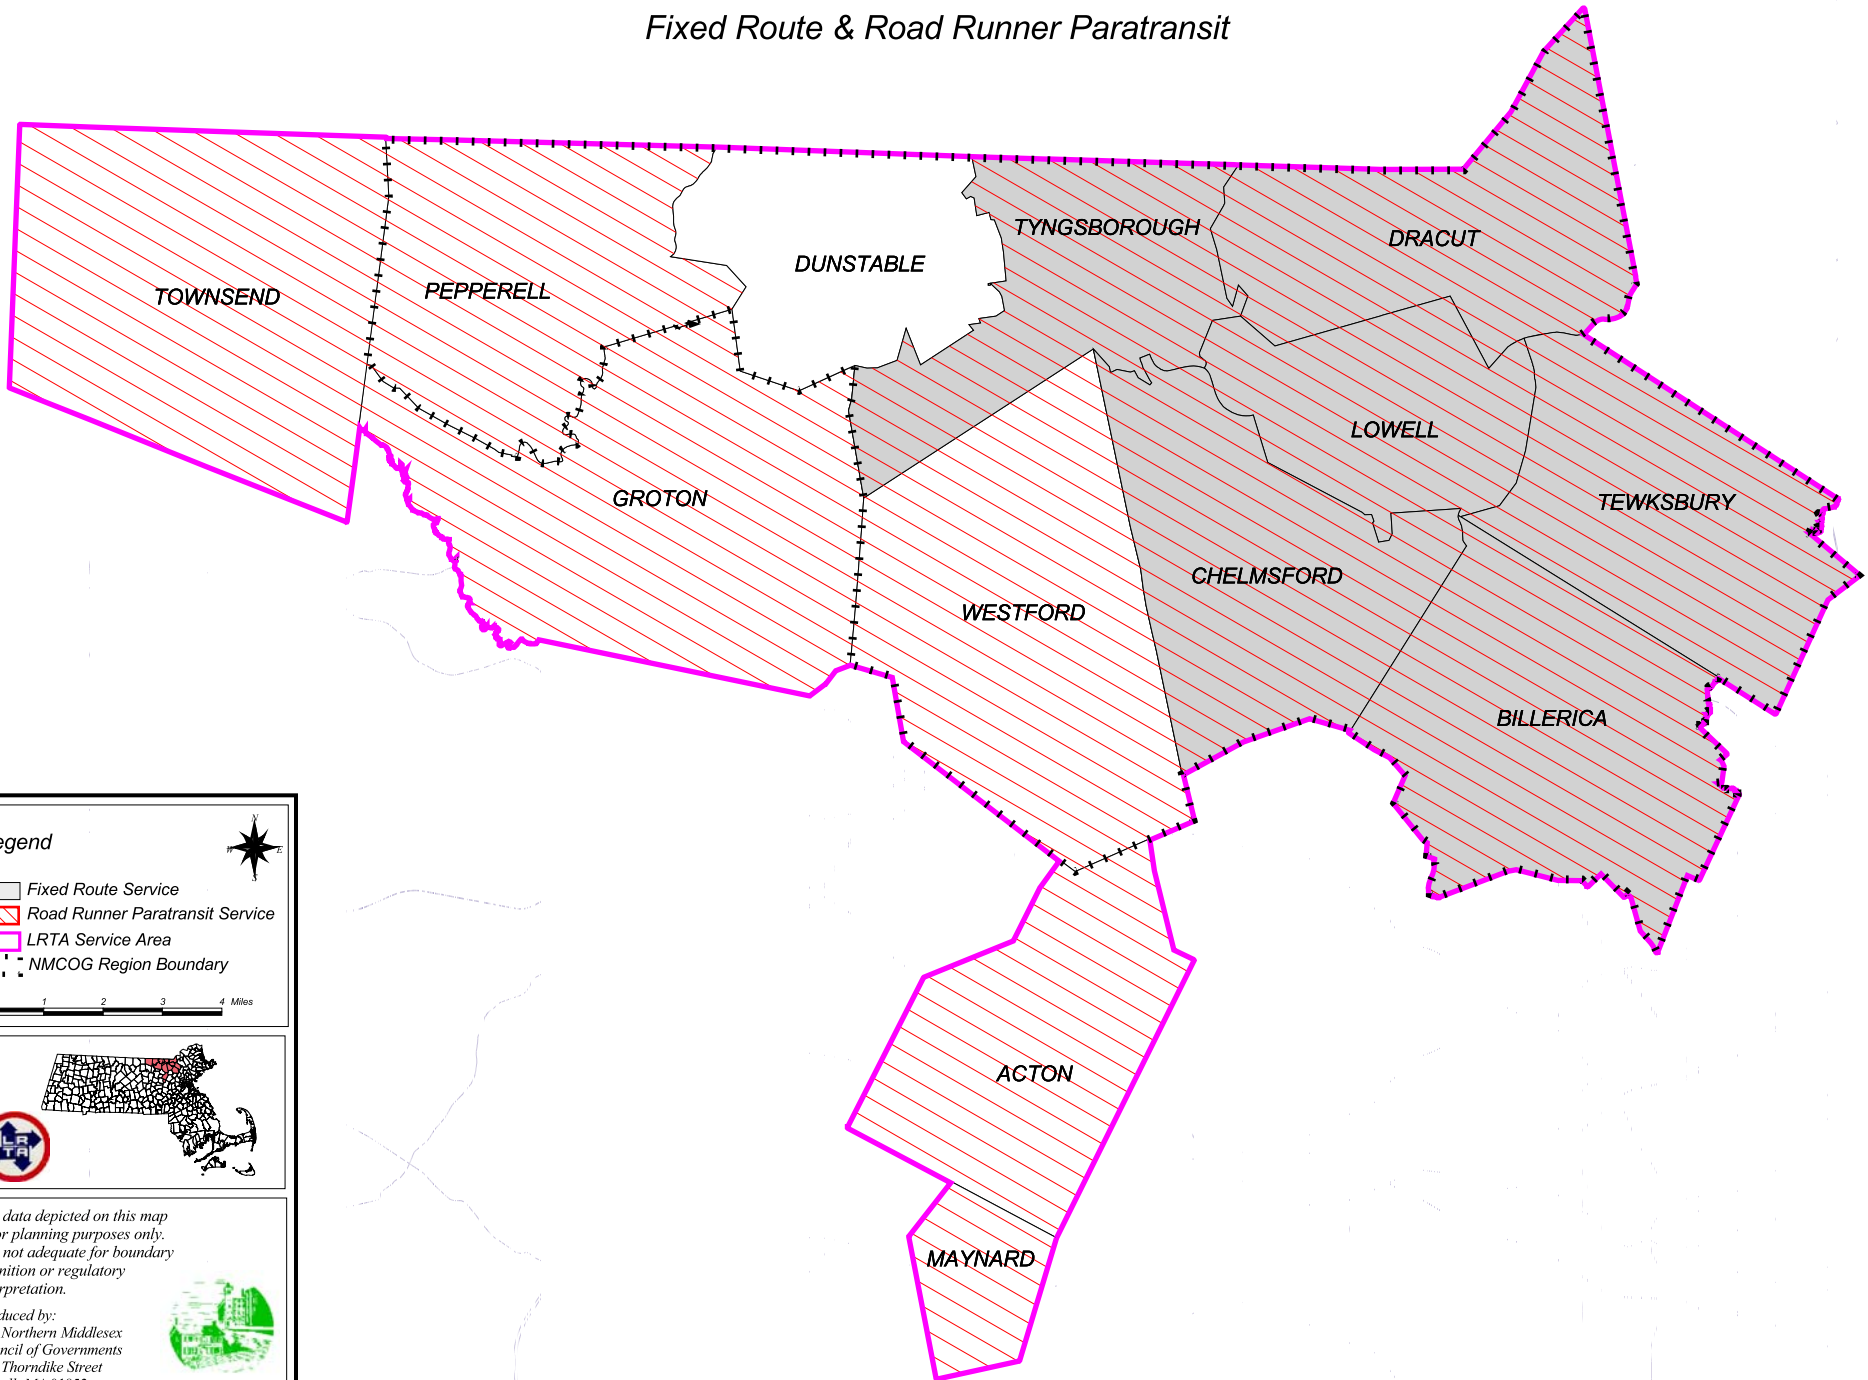 Fixed Route & Road Runner Paratransit
TYNGSBOROUGH
DRACUT
DUNSTABLE
PEPPERELL
TOWNSEND
LOWELL
GROTON
TEWKSBURY
CHELMSFORD
WESTFORD
BILLERICA
ACTON
MAYNARD
egend
N
W E
S
Fixed Route Service
Road Runner Paratransit Service
LRTA Service Area
NMCOG Region Boundary
1 2 3 4 Miles
LR
TA
data depicted on this map
or planning purposes only.
not adequate for boundary
nition or regulatory
rpretation.
duced by:
Northern Middlesex
ncil of Governments
Thorndike Street